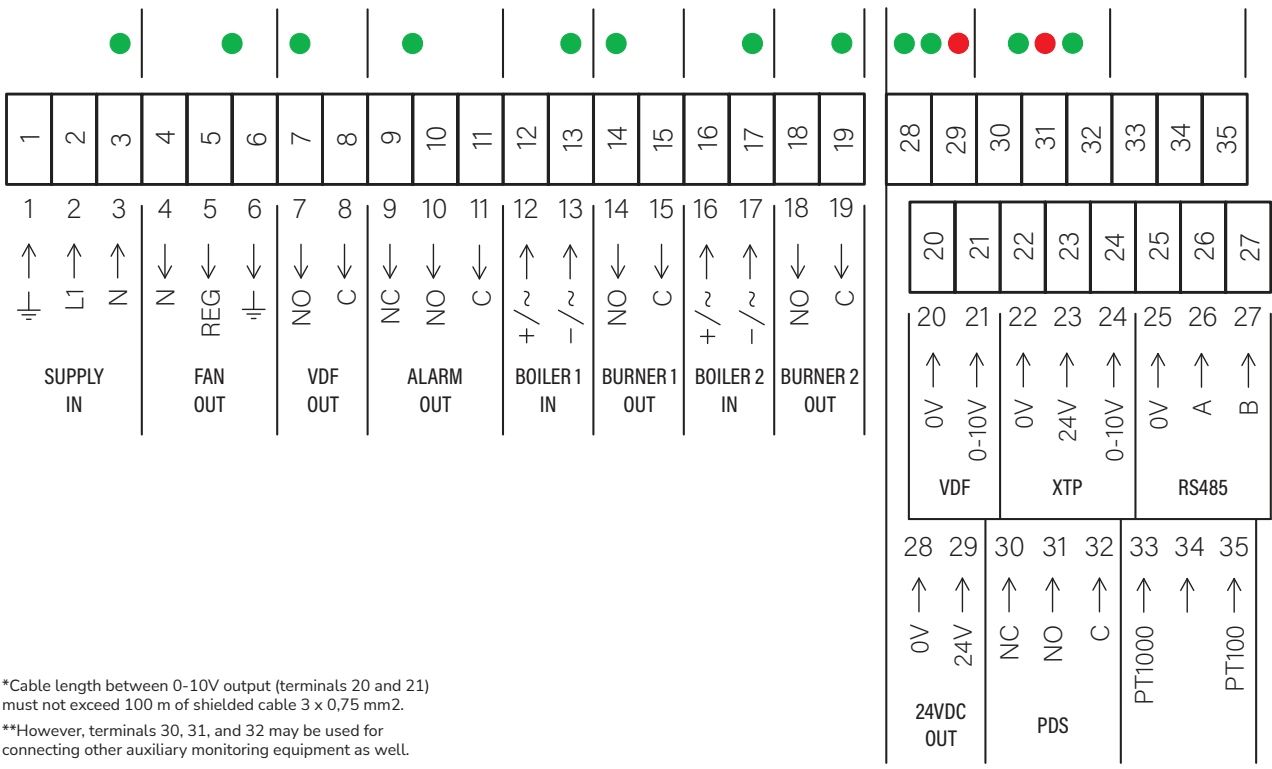 1 2 3 4 5 6 7 8 9 10 11 12 13 14 15 16 17 18 19
28 29 30 31 32 33 34 35
1 2 3 4 5 6 7 8 9 10 11 12 13 14 15 16 17 18 19
L1 N N REG NO C NC NO C +/~ −/~ NO C +/~ −/~ NO C
SUPPLY
IN
FAN
OUT
VDF
OUT
ALARM
OUT
BOILER 1
IN
BURNER 1
OUT
BOILER 2
IN
BURNER 2
OUT
20 21 22 23 24 25 26 27
20 21 22 23 24 25 26 27
0V 0-10V 0V 24V 0-10V 0V A B
VDF XTP RS485
28 29 30 31 32 33 34 35
0V 24V NC NO C PT1000 PT100
24VDC
OUT
PDS
*Cable length between 0-10V output (terminals 20 and 21)
must not exceed 100 m of shielded cable 3 x 0,75 mm2.
**However, terminals 30, 31, and 32 may be used for
connecting other auxiliary monitoring equipment as well.